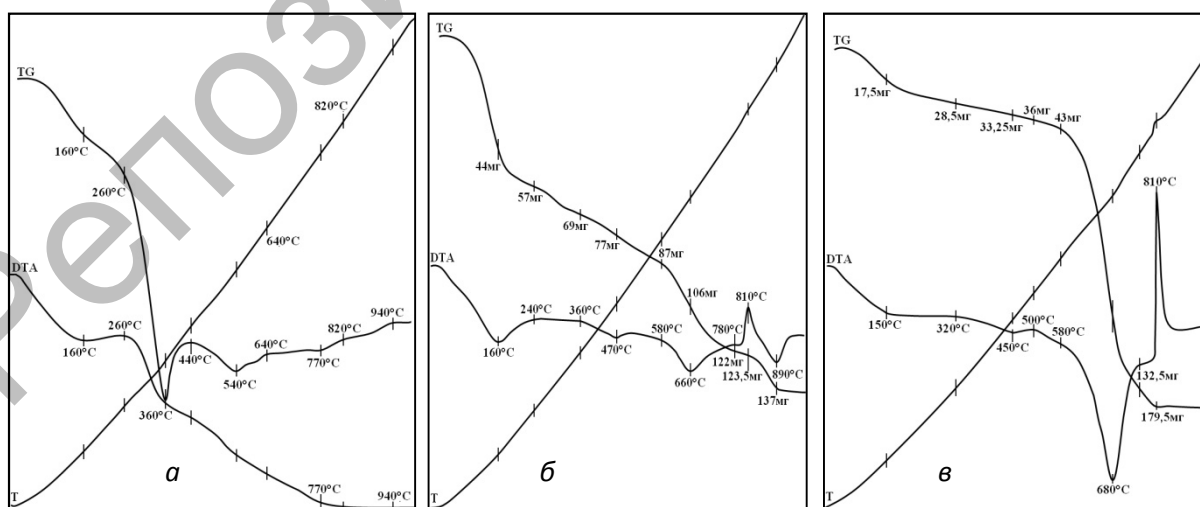 Репози
TG
160°C
260°C
820°C
640°C
DTA
260°C
940°C
820°C
640°C
160°C
440°C
770°C
540°C
360°C
770°C
940°C
T
а
TG
44мг
57мг
69мг
77мг
87мг
106мг
810°C
DTA
240°C
360°C
580°C
780°C
160°C
470°C
122мг
123,5мг
660°C
890°C
137мг
T
б
TG
17,5мг
28,5мг
36мг
33,25мг
43мг
810°C
DTA
150°C
320°C
500°C
450°C
580°C
132,5мг
179,5мг
680°C
T
в